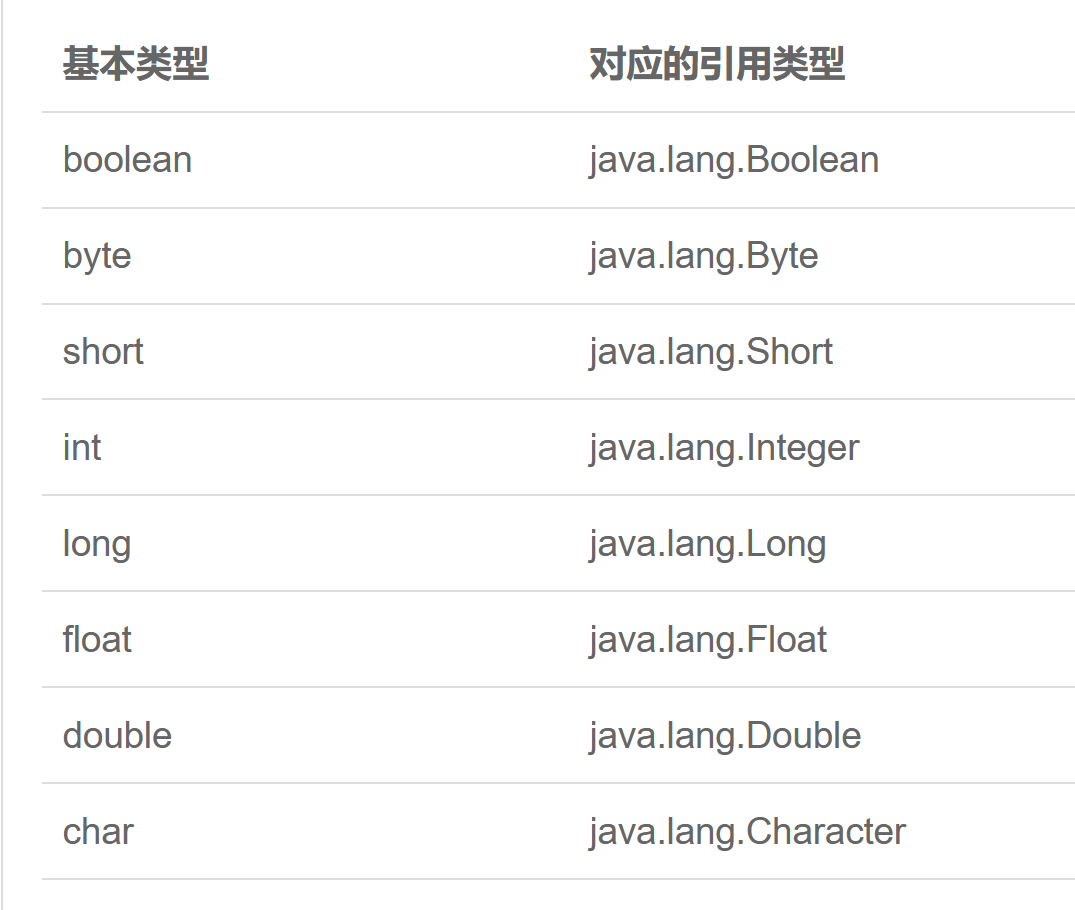 基本类型 对应的引用类型
boolean java.lang.Boolean
byte java.lang.Byte
short java.lang.Short
int java.lang.Integer
long java.lang.Long
float java.lang.Float
double java.lang.Double
char java.lang.Character